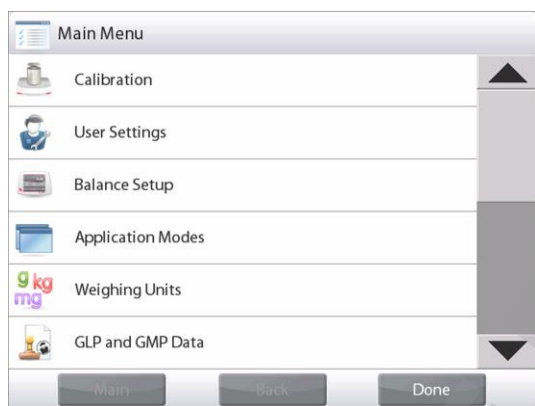 Main Menu
Calibration
User Settings
Balance Setup
Application Modes
g kg
mg
Weighing Units
GLP and GMP Data
Main Back Done